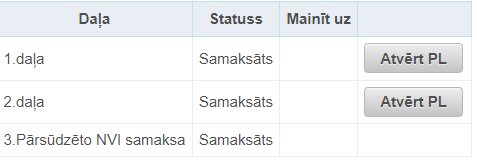 Daļa Statuss Mainīt uz
1.daļa Samaksāts Atvērt PL
2.daļa Samaksāts Atvērt PL
3.Pārsūdzēto NVI samaksa Samaksāts